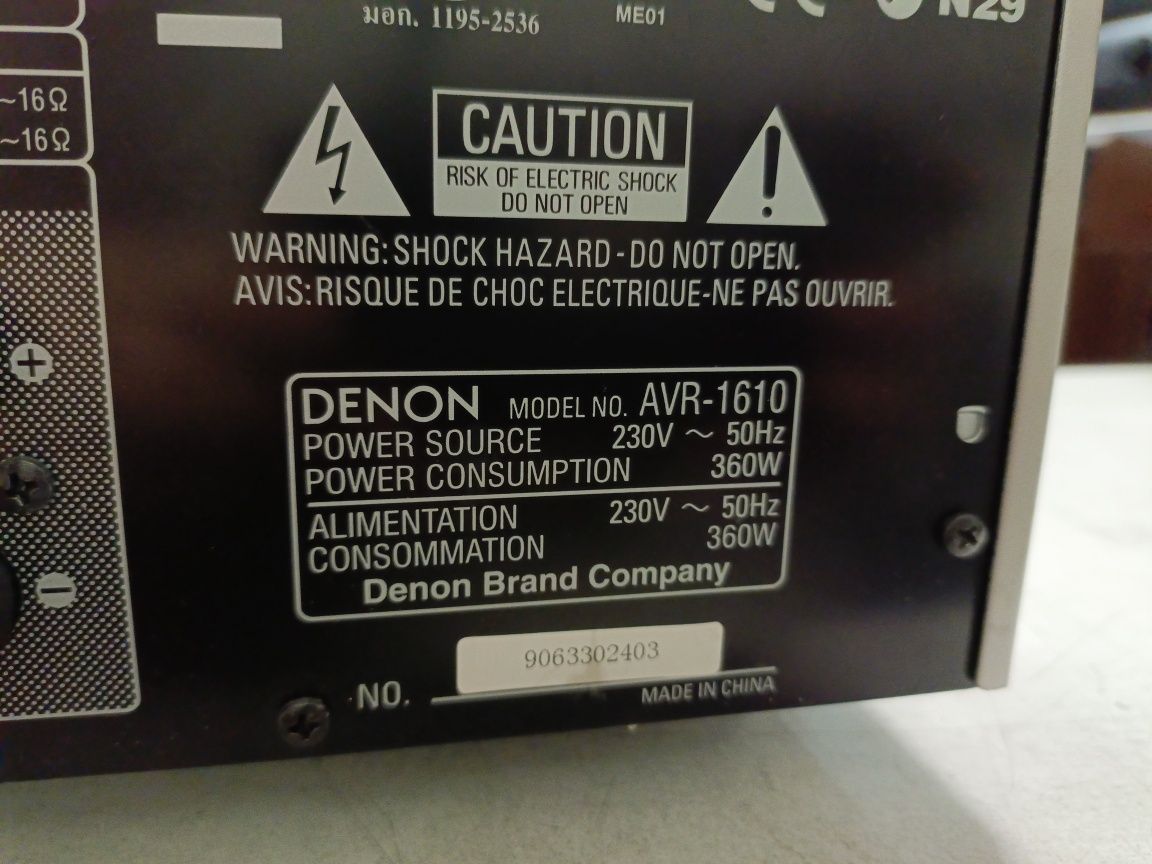 มอก. 1195-2536
ME01
N29
~16Ω
~16Ω
CAUTION
RISK OF ELECTRIC SHOCK
DO NOT OPEN
WARNING: SHOCK HAZARD - DO NOT OPEN.
AVIS: RISQUE DE CHOC ELECTRIQUE-NE PAS OUVRIR.
DENON MODEL NO. AVR-1610
POWER SOURCE 230V ~ 50Hz
POWER CONSUMPTION 360W
ALIMENTATION 230V ~ 50Hz
CONSOMMATION 360W
Denon Brand Company
9063302403
NO.
MADE IN CHINA